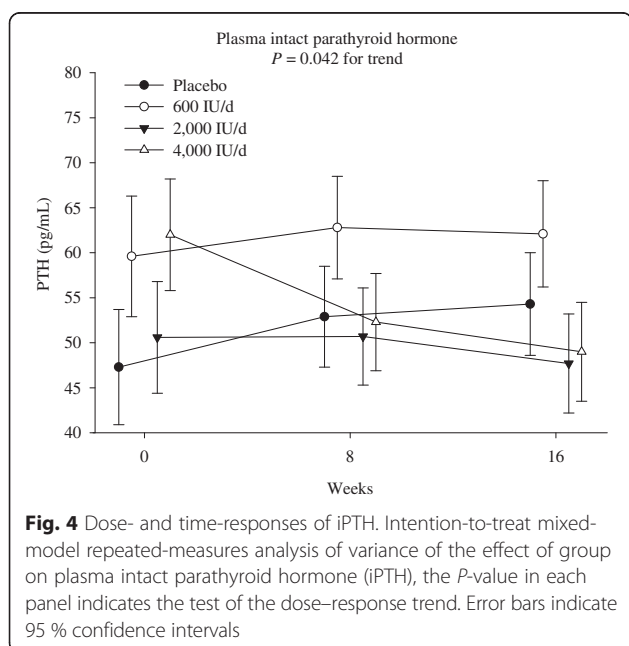 Plasma intact parathyroid hormone
P = 0.042 for trend
80
75
70
65
60
55
50
45
40
PTH (pg/mL)
Placebo
600 IU/d
2,000 IU/d
4,000 IU/d
0
8
16
Weeks
Fig. 4 Dose- and time-responses of iPTH. Intention-to-treat mixed-
model repeated-measures analysis of variance of the effect of group
on plasma intact parathyroid hormone (iPTH), the P-value in each
panel indicates the test of the dose–response trend. Error bars indicate
95 % confidence intervals